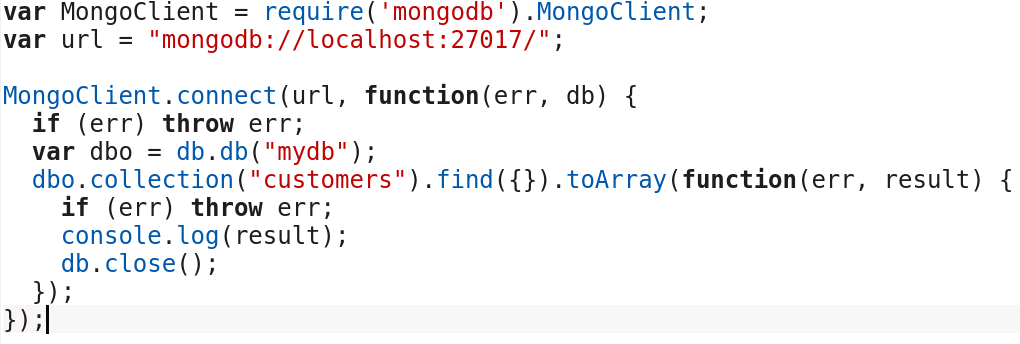 var MongoClient = require('mongodb').MongoClient;
var url = "mongodb://localhost:27017/";

MongoClient.connect(url, function(err, db) {
  if (err) throw err;
  var dbo = db.db("mydb");
  dbo.collection("customers").find({}).toArray(function(err, result) {
    if (err) throw err;
    console.log(result);
    db.close();
  });
});